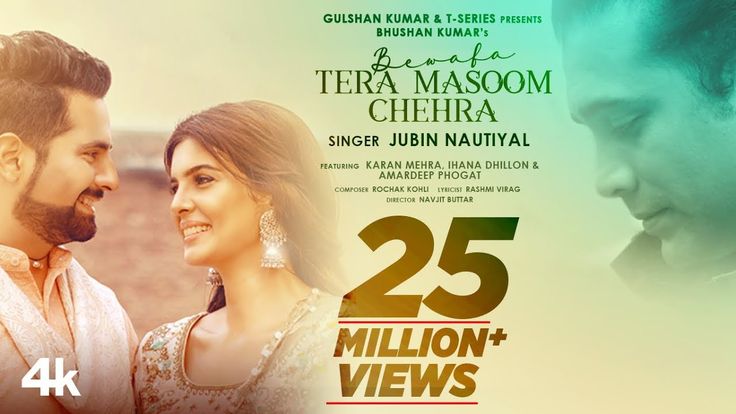 GULSHAN KUMAR & T-SERIES PRESENTS
BHUSHAN KUMAR's
Bewafa
TERA MASOOM
CHEHRA
SINGER JUBIN NAUTIYAL
FEATURING KARAN MEHRA, IHANA DHILLON &
AMARDEEP PHOGAT
COMPOSER ROCHAK KOHLI LYRICIST RASHMI VIRAG
DIRECTOR NAVJIT BUTTAR
25
MILLION+
VIEWS
4k